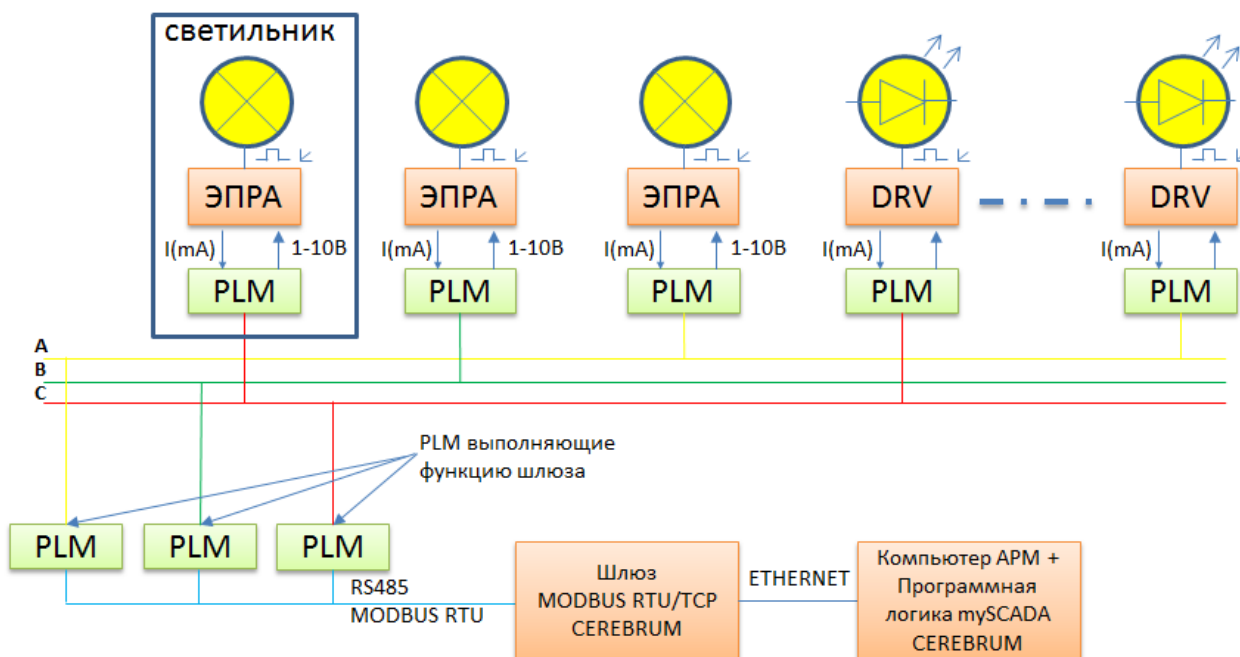 светильник
ЭПРА
ЭПРА
ЭПРА
DRV
DRV
I(mA)
1-10В
I(mA)
1-10В
I(mA)
1-10В
I(mA)
I(mA)
PLM
PLM
PLM
PLM
PLM
A
B
C
PLM выполняющие
функцию шлюза
PLM
PLM
PLM
RS485
MODBUS RTU
Шлюз
MODBUS RTU/TCP
CEREBRUM
ETHERNET
Компьютер АРМ +
Программная
логика mySCADA
CEREBRUM